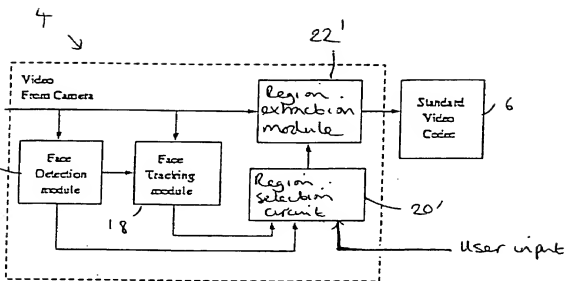 4
22'
Video
From Camera
Region
extraction
module
Standard
Video
Codec
6
Face
Detection
module
Face
Tracking
module
Region
selection
circuit
18
20'
User input